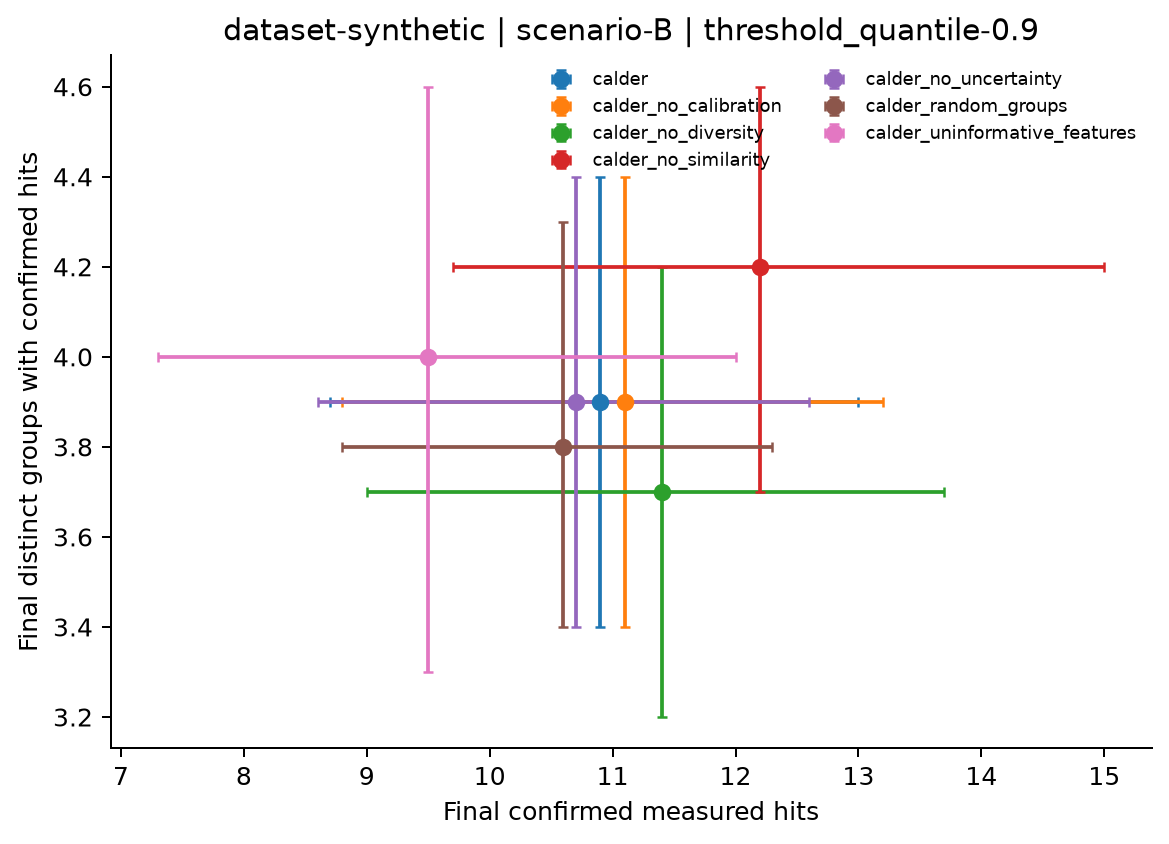 dataset-synthetic | scenario-B | threshold_quantile-0.9
calder
calder_no_calibration
calder_no_diversity
calder_no_similarity
calder_no_uncertainty
calder_random_groups
calder_uninformative_features
Final distinct groups with confirmed hits
4.6
4.4
4.2
4.0
3.8
3.6
3.4
3.2
7 8 9 10 11 12 13 14 15
Final confirmed measured hits